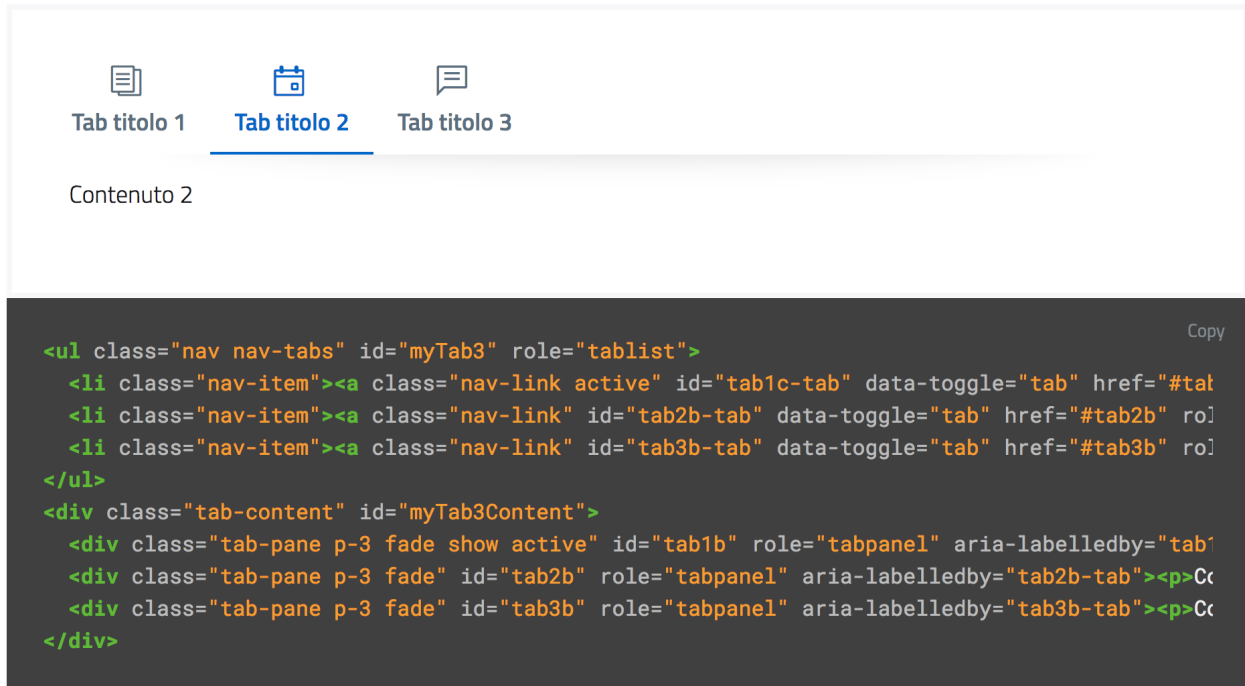 Tab titolo 1 Tab titolo 2 Tab titolo 3
Contenuto 2
Copy
<ul class="nav nav-tabs" id="myTab3" role="tablist">
  <li class="nav-item"><a class="nav-link active" id="tab1c-tab" data-toggle="tab" href="#tab
  <li class="nav-item"><a class="nav-link" id="tab2b-tab" data-toggle="tab" href="#tab2b" rol
  <li class="nav-item"><a class="nav-link" id="tab3b-tab" data-toggle="tab" href="#tab3b" rol
</ul>
<div class="tab-content" id="myTab3Content">
  <div class="tab-pane p-3 fade show active" id="tab1b" role="tabpanel" aria-labelledby="tab1
  <div class="tab-pane p-3 fade" id="tab2b" role="tabpanel" aria-labelledby="tab2b-tab"><p>Co
  <div class="tab-pane p-3 fade" id="tab3b" role="tabpanel" aria-labelledby="tab3b-tab"><p>Co
</div>